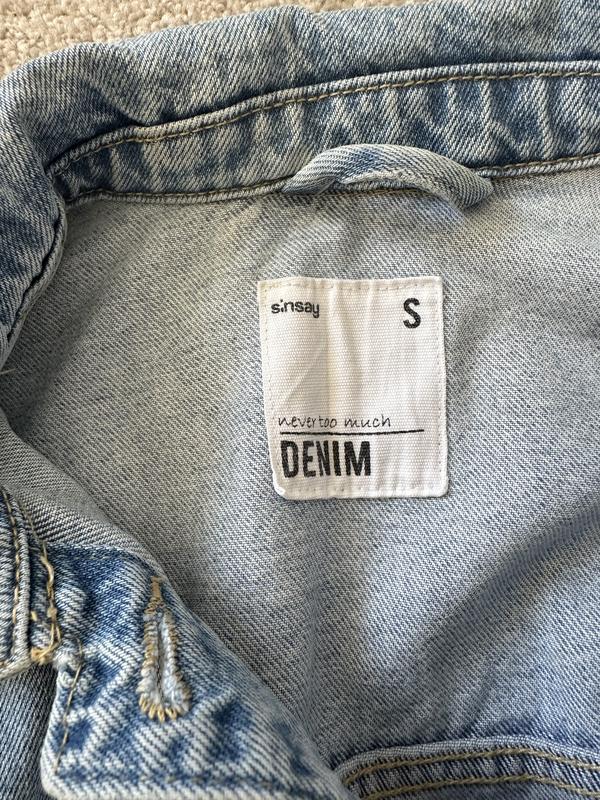 sinsay S
never too much
DENIM